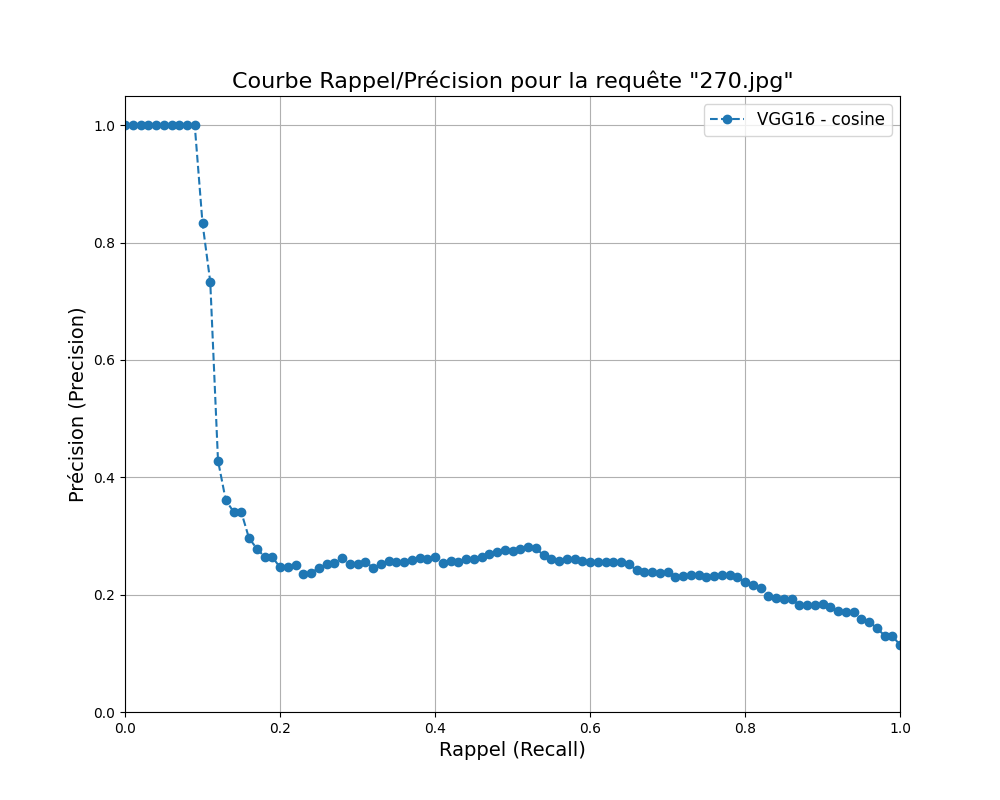 Courbe Rappel/Précision pour la requête "270.jpg"
VGG16 - cosine
1.0
0.8
0.6
0.4
0.2
0.0
Précision (Precision)
0.0 0.2 0.4 0.6 0.8 1.0
Rappel (Recall)